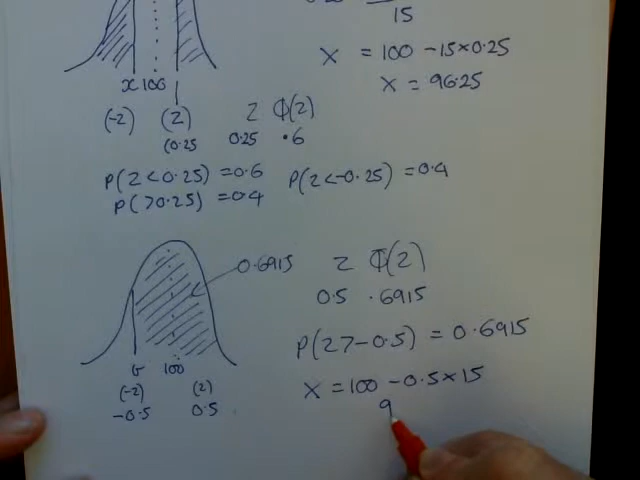 15
x = 100 - 15 × 0.25
x = 96.25
x 100
(-z) (z) z Φ(z)
(0.25 0.25 .6
P(z < 0.25) = 0.6 P(z < -0.25) = 0.4
P(> 0.25) = 0.4
0.6915 z Φ(z)
0.5 .6915
P(z > -0.5) = 0.6915
100
x = 100 - 0.5 × 15
(-z) (z)
-0.5 0.5
9